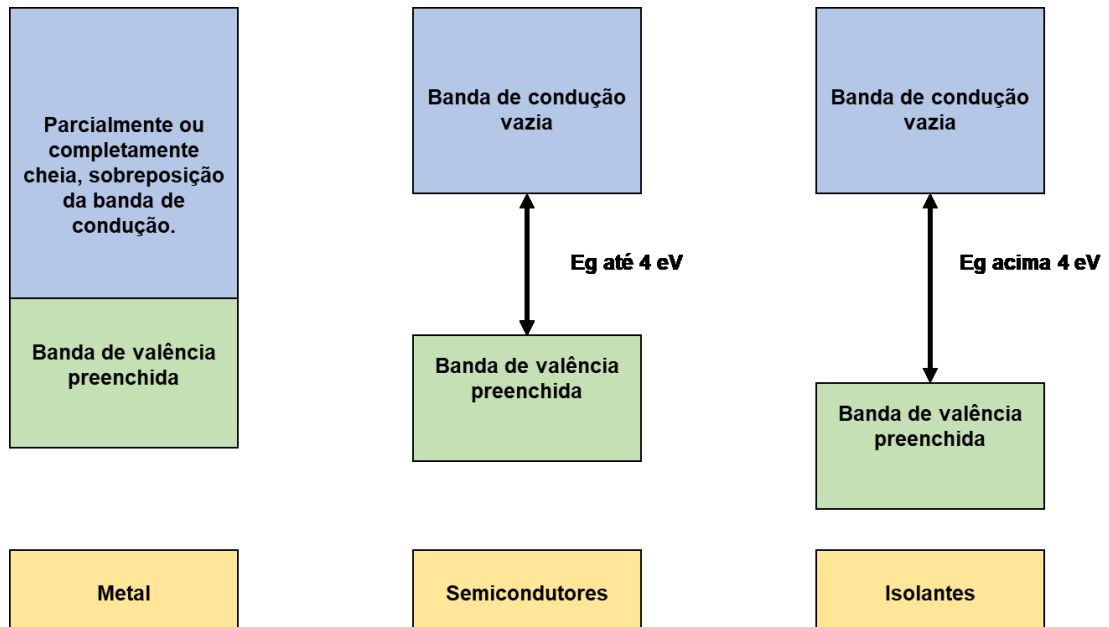 Parcialmente ou
completamente
cheia, sobreposição
da banda de
condução.
Banda de valência
preenchida
Metal
Banda de condução
vazia
Eg até 4 eV
Banda de valência
preenchida
Semicondutores
Banda de condução
vazia
Eg acima 4 eV
Banda de valência
preenchida
Isolantes